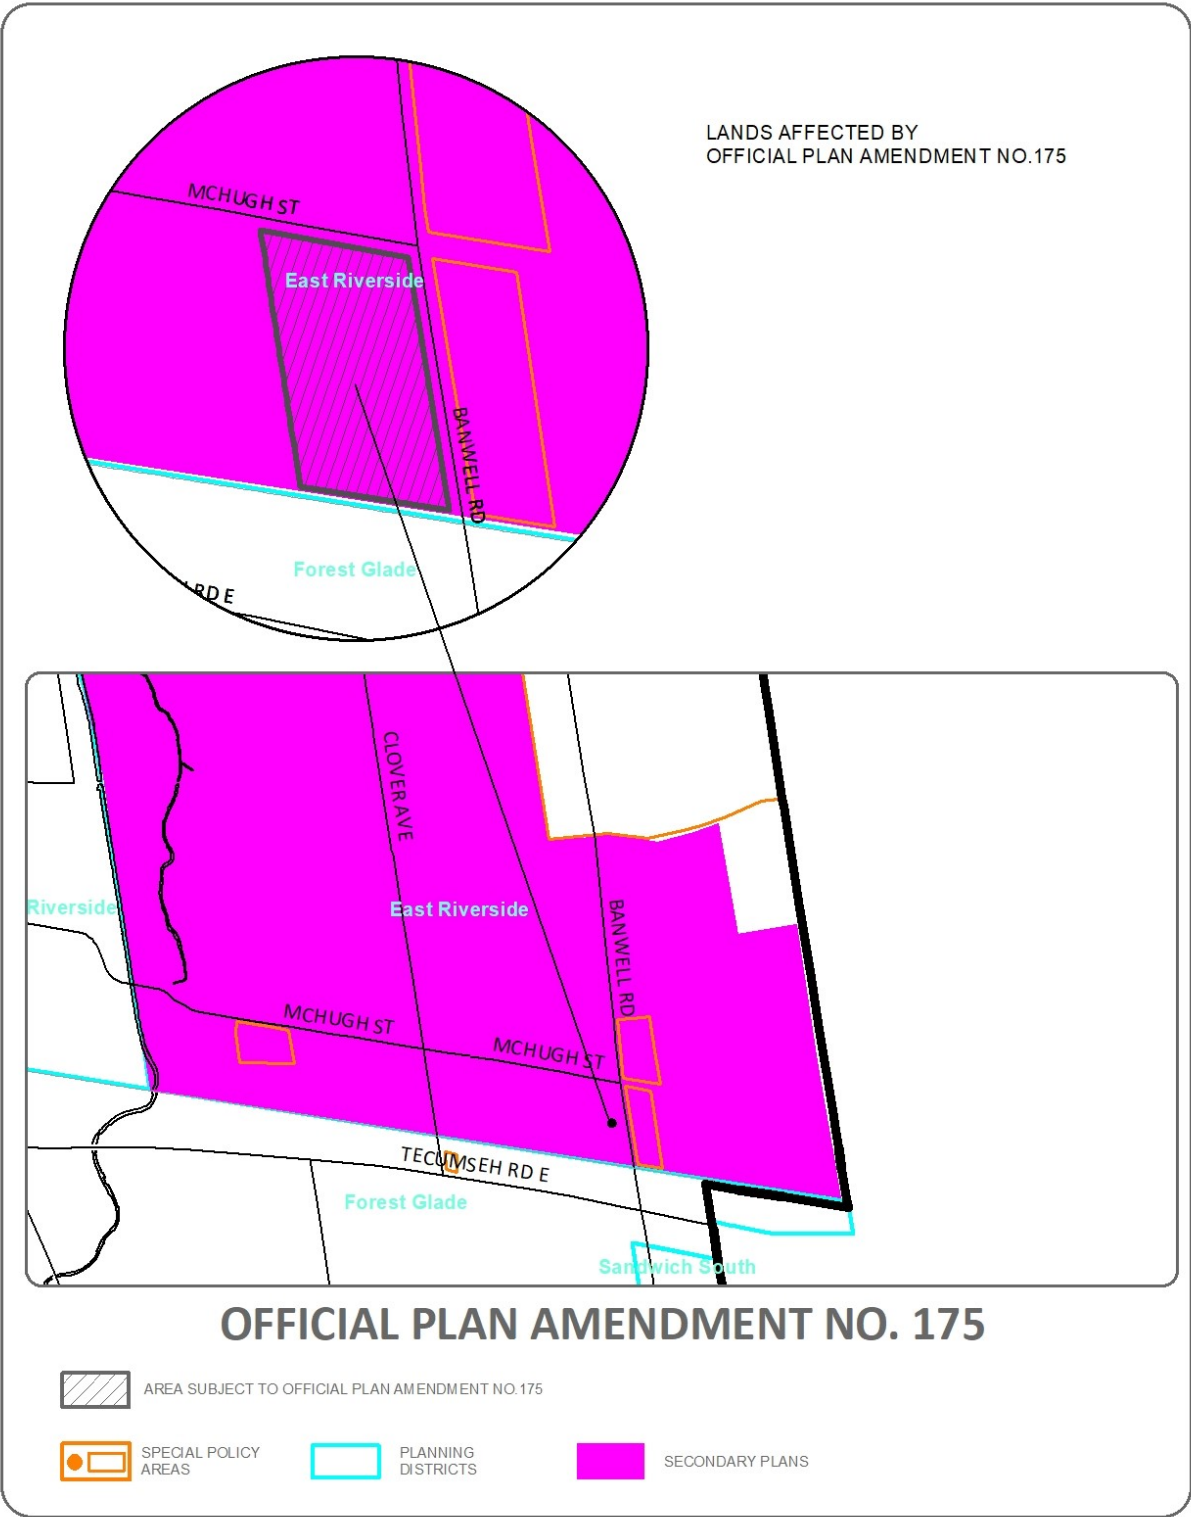 LANDS AFFECTED BY
OFFICIAL PLAN AMENDMENT NO.175
MCHUGH ST
East Riverside
BANWELL RD
Forest Glade
RD E
CLOVER AVE
Riverside
East Riverside
BANWELL RD
MCHUGH ST
MCHUGH ST
TECUMSEH RD E
Forest Glade
Sandwich South
OFFICIAL PLAN AMENDMENT NO. 175
AREA SUBJECT TO OFFICIAL PLAN AMENDMENT NO.175
SPECIAL POLICY
AREAS
PLANNING
DISTRICTS
SECONDARY PLANS